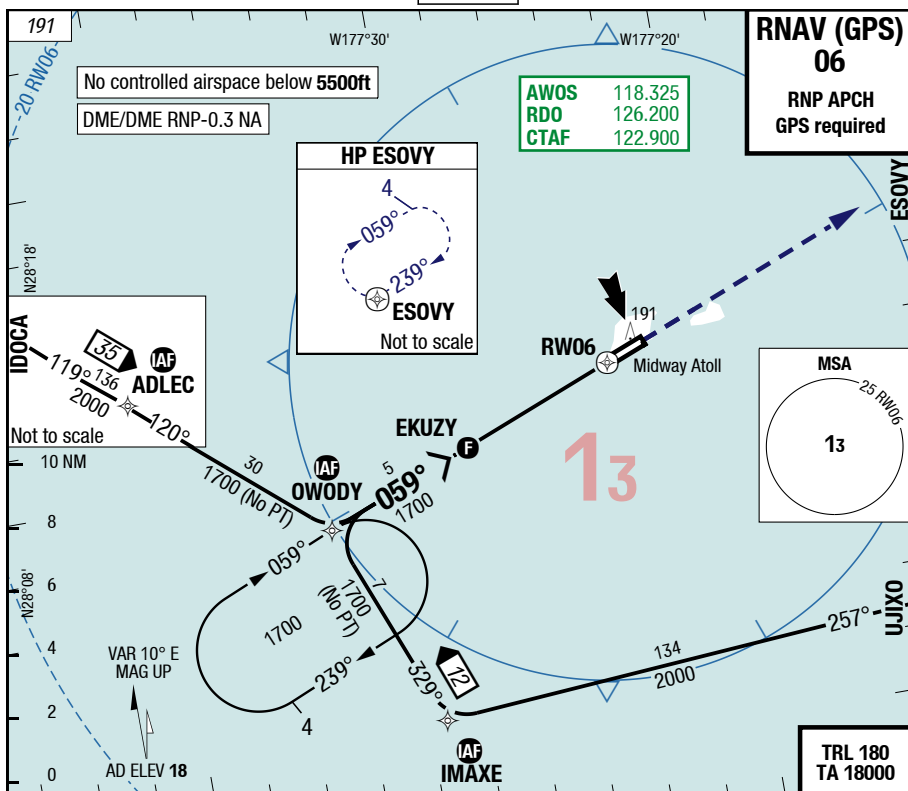 191
20 RW06
W177°30'
W177°20'
RNAV (GPS)
06
RNP APCH
GPS required
No controlled airspace below 5500ft
DME/DME RNP-0.3 NA
AWOS 118.325
RDO 126.200
CTAF 122.900
HP ESOVY
4
059°
239°
ESOVY
Not to scale
ESOVY
N28°18'
191
RW06
Midway Atoll
MSA
25 RW06
13
IDOCA
35
IAF
ADLEC
119°
136
2000
120°
Not to scale
30
1700 (No PT)
IAF
OWODY
EKUZY
F
5
059°
1700
13
10 NM
8
6
4
2
0
N28°08'
059°
1700
239°
4
7
1700
(No PT)
329°
12
IAF
IMAXE
134
2000
257°
UJIXO
VAR 10° E
MAG UP
AD ELEV 18
TRL 180
TA 18000